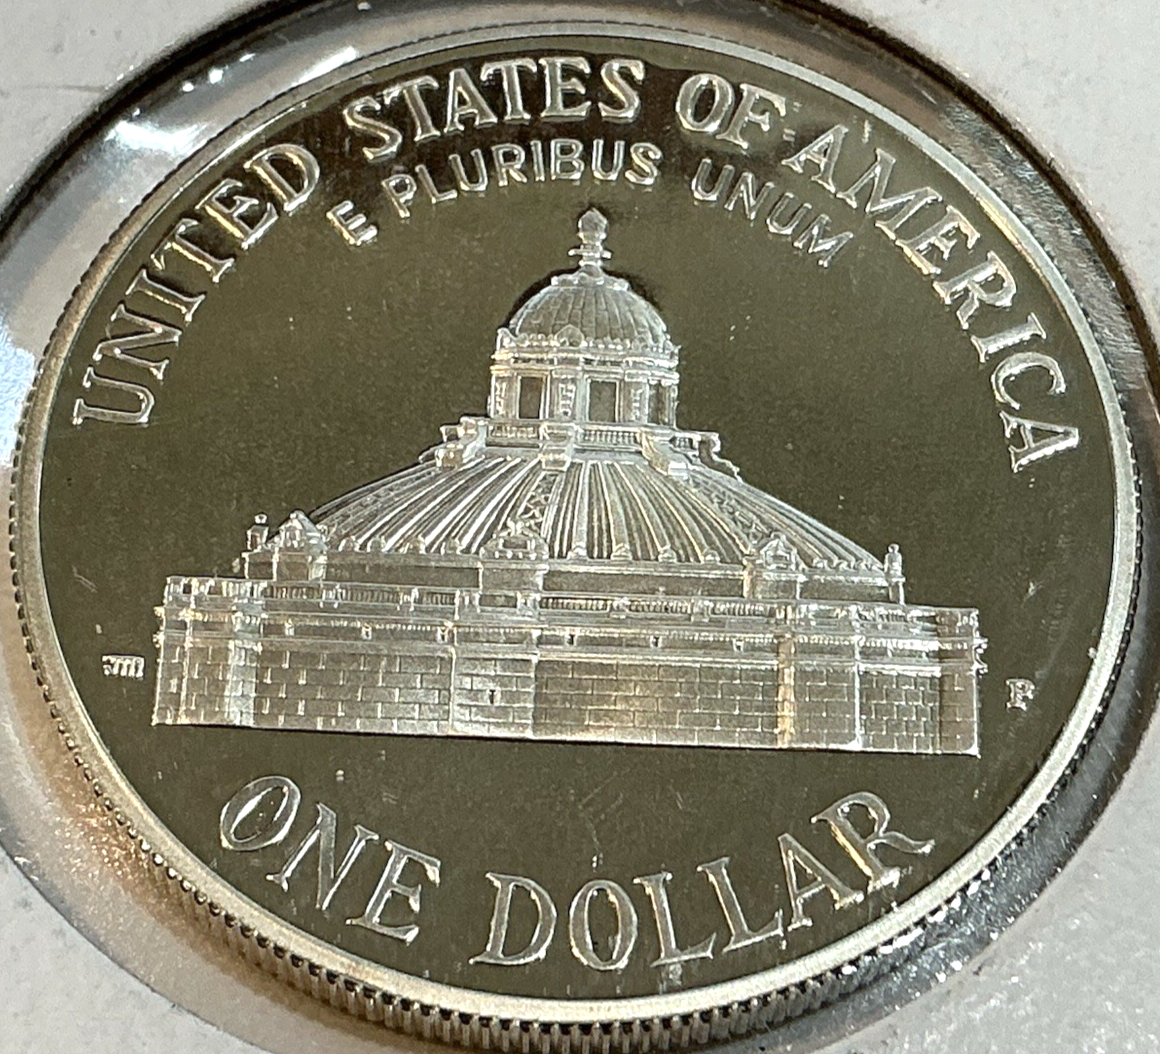 UNITED STATES OF AMERICA
E PLURIBUS UNUM
P
ONE DOLLAR